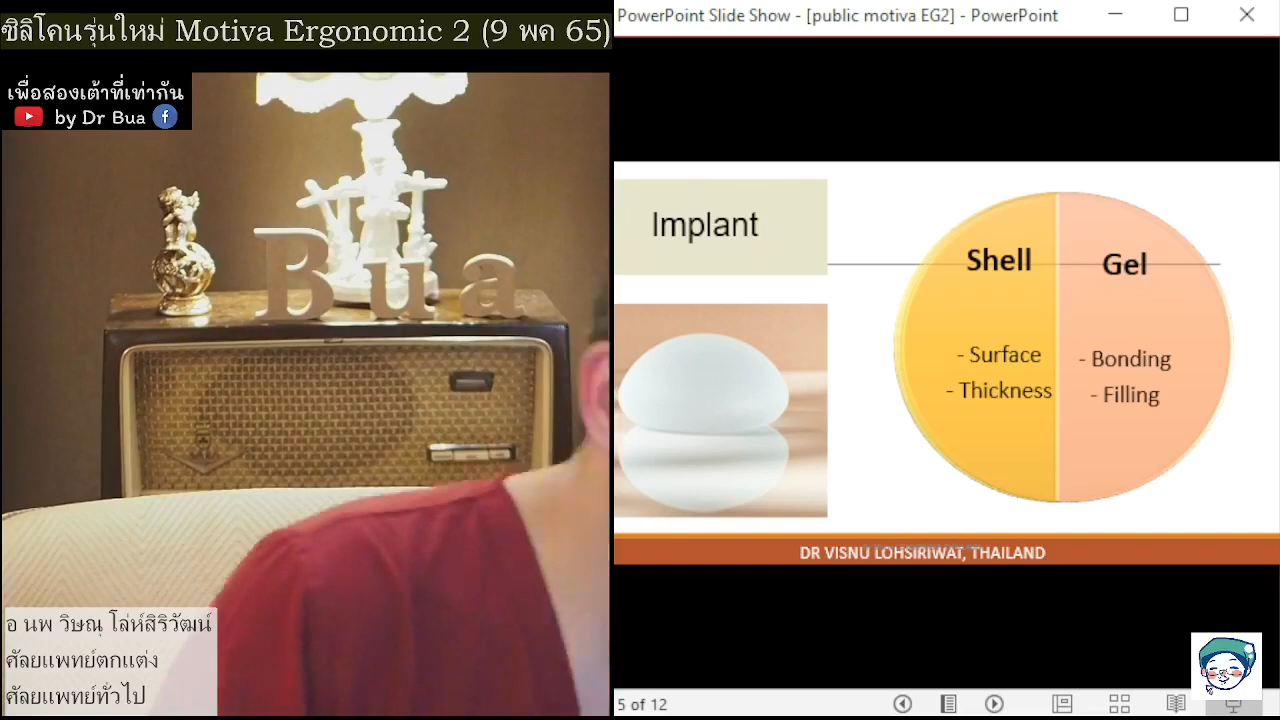 ซิลิโคนรุ่นใหม่ Motiva Ergonomic 2 (9 พค 65)
เพื่อสองเต้าที่เท่ากัน
by Dr Bua
Bua
อ นพ วิษณุ โล่ห์สิริวัฒน์
ศัลยแพทย์ตกแต่ง
ศัลยแพทย์ทั่วไป
PowerPoint Slide Show - [public motiva EG2] - PowerPoint
Implant
Shell
- Surface
- Thickness
Gel
- Bonding
- Filling
DR VISNU LOHSIRIWAT, THAILAND
5 of 12